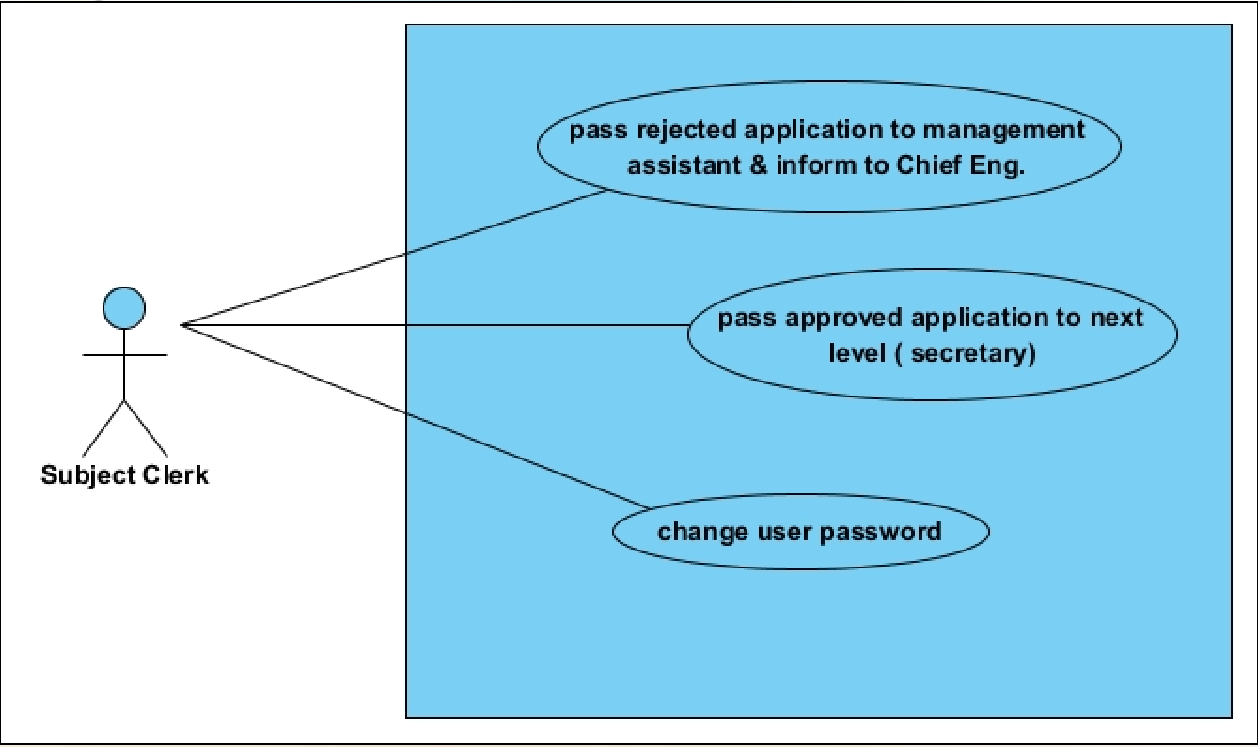 pass rejected application to management
assistant & inform to Chief Eng.
pass approved application to next
level ( secretary)
Subject Clerk
change user password